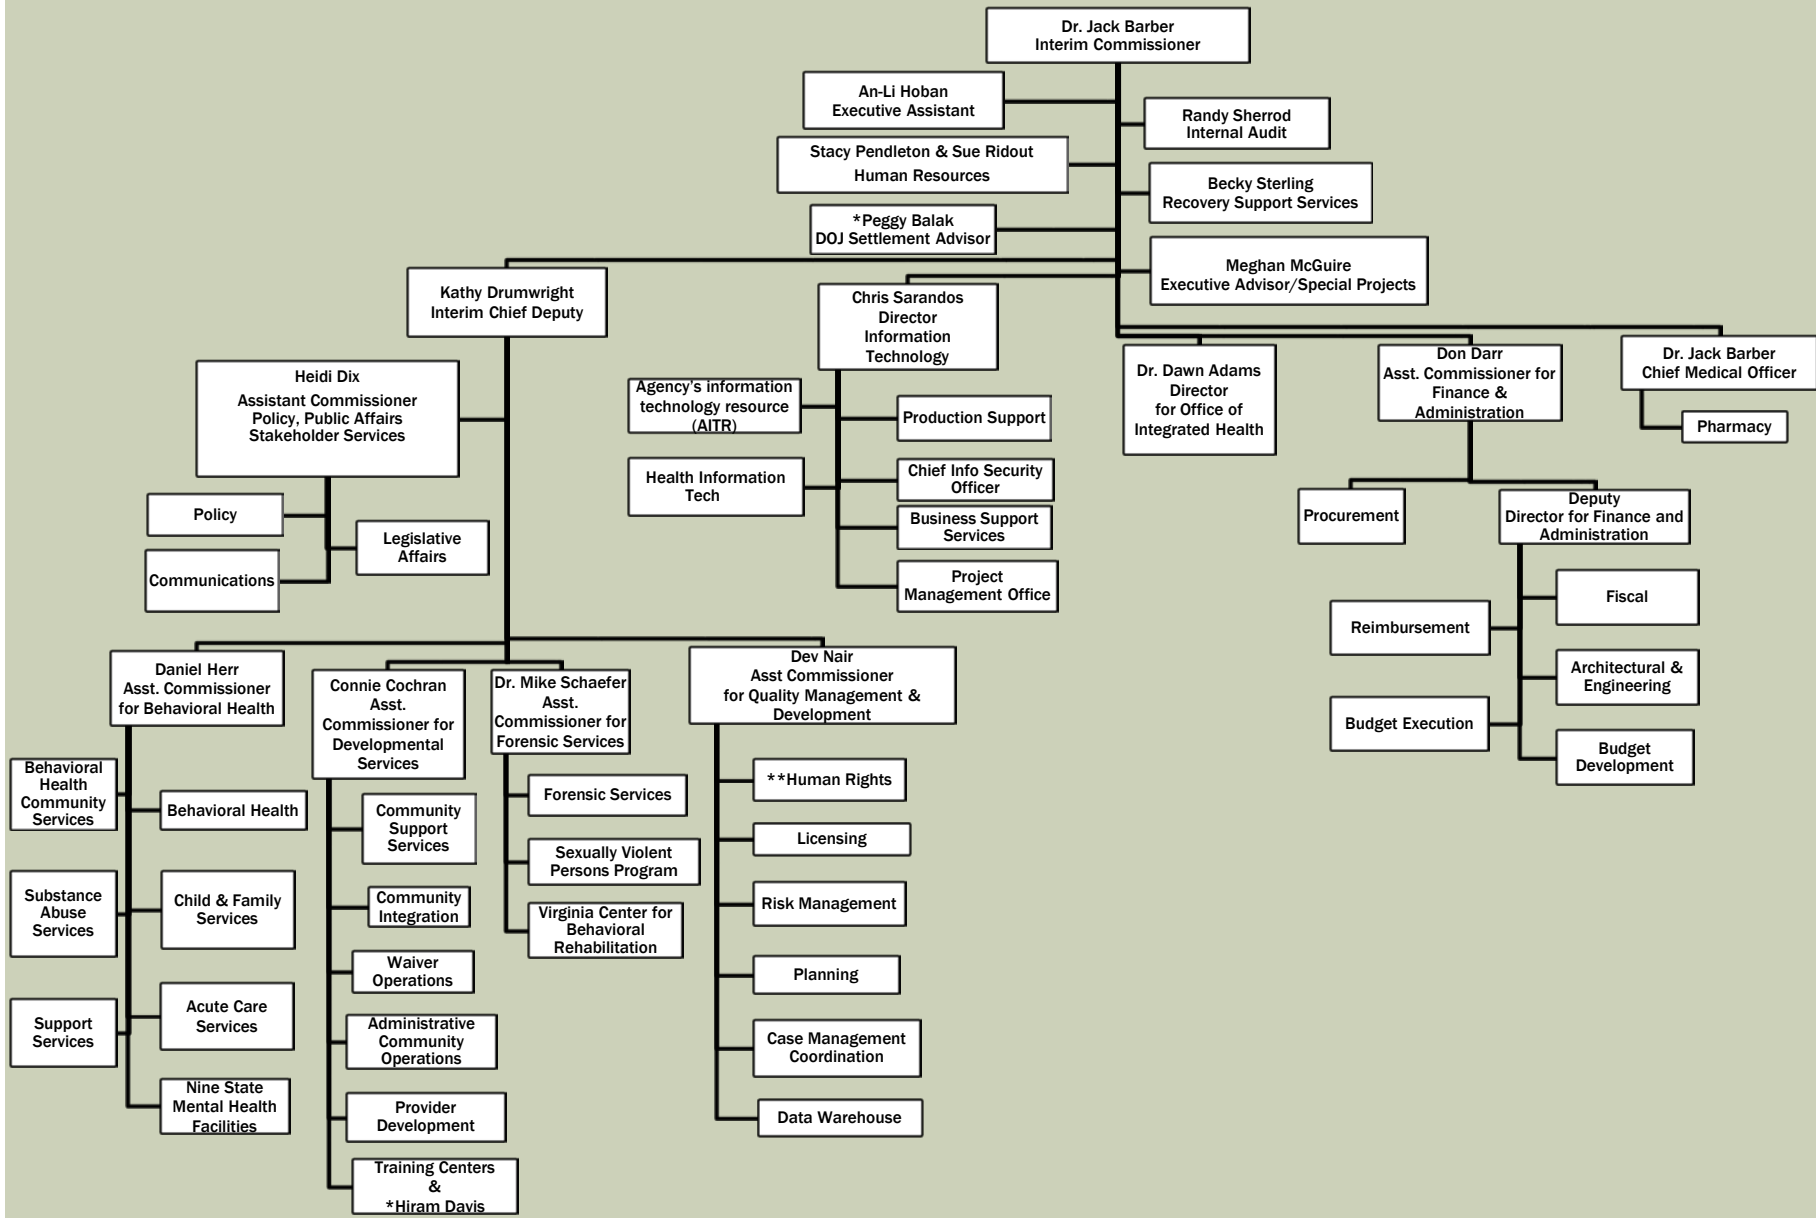 Dr. Jack Barber
Interim Commissioner
An-Li Hoban
Executive Assistant
Randy Sherrod
Internal Audit
Stacy Pendleton & Sue Ridout
Human Resources
Becky Sterling
Recovery Support Services
*Peggy Balak
DOJ Settlement Advisor
Meghan McGuire
Executive Advisor/Special Projects
Kathy Drumwright
Interim Chief Deputy
Chris Sarandos
Director
Information
Technology
Dr. Dawn Adams
Director
for Office of
Integrated Health
Don Darr
Asst. Commissioner for
Finance &
Administration
Dr. Jack Barber
Chief Medical Officer
Pharmacy
Heidi Dix
Assistant Commissioner
Policy, Public Affairs
Stakeholder Services
Policy
Legislative
Affairs
Communications
Agency's information
technology resource
(AITR)
Production Support
Health Information
Tech
Chief Info Security
Officer
Business Support
Services
Project
Management Office
Procurement
Deputy
Director for Finance and
Administration
Fiscal
Reimbursement
Architectural &
Engineering
Budget Execution
Budget
Development
Daniel Herr
Asst. Commissioner
for Behavioral Health
Connie Cochran
Asst.
Commissioner for
Developmental
Services
Dr. Mike Schaefer
Asst.
Commissioner for
Forensic Services
Dev Nair
Asst Commissioner
for Quality Management &
Development
Behavioral
Health
Community
Services
Behavioral Health
Substance
Abuse
Services
Child & Family
Services
Support
Services
Acute Care
Services
Nine State
Mental Health
Facilities
Community
Support
Services
Community
Integration
Waiver
Operations
Administrative
Community
Operations
Provider
Development
Training Centers
&
*Hiram Davis
Forensic Services
Sexually Violent
Persons Program
Virginia Center for
Behavioral
Rehabilitation
**Human Rights
Licensing
Risk Management
Planning
Case Management
Coordination
Data Warehouse